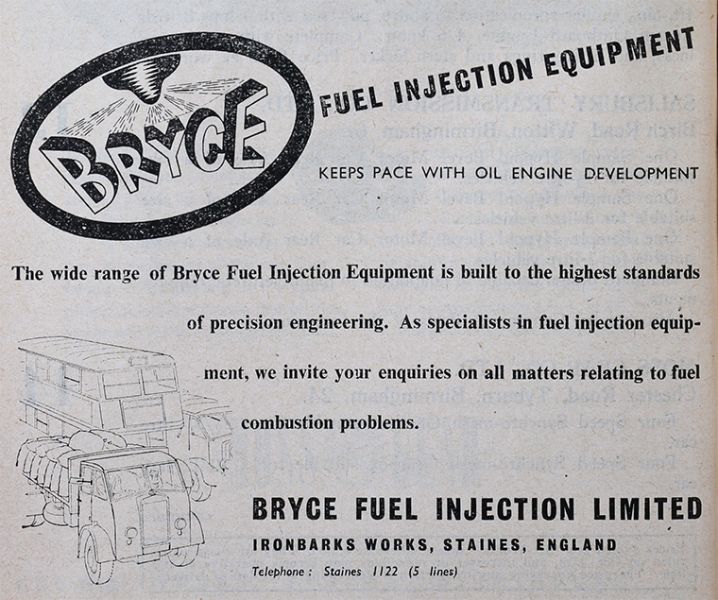 BRYCE
FUEL INJECTION EQUIPMENT
KEEPS PACE WITH OIL ENGINE DEVELOPMENT
The wide range of Bryce Fuel Injection Equipment is built to the highest standards
of precision engineering. As specialists in fuel injection equip-
ment, we invite your enquiries on all matters relating to fuel
combustion problems.
BRYCE FUEL INJECTION LIMITED
IRONBARKS WORKS, STAINES, ENGLAND
Telephone : Staines 1122 (5 lines)